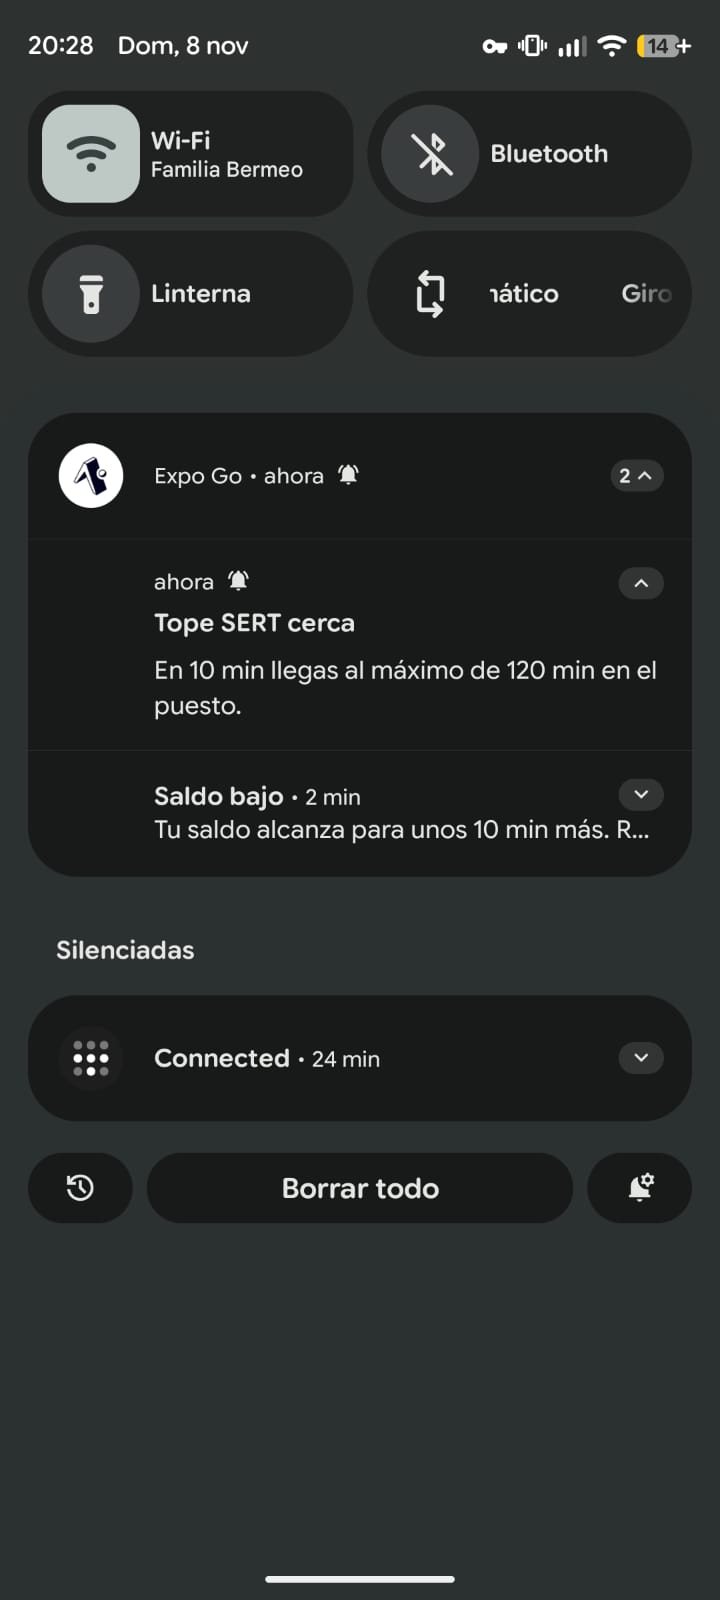 20:28 Dom, 8 nov
14
Wi-Fi
Familia Bermeo
Bluetooth
Linterna
Expo Go • ahora
2
ahora
Tope SERT cerca
En 10 min llegas al máximo de 120 min en el
puesto.
Saldo bajo • 2 min
Tu saldo alcanza para unos 10 min más. R...
Silenciadas
Connected • 24 min
Borrar todo